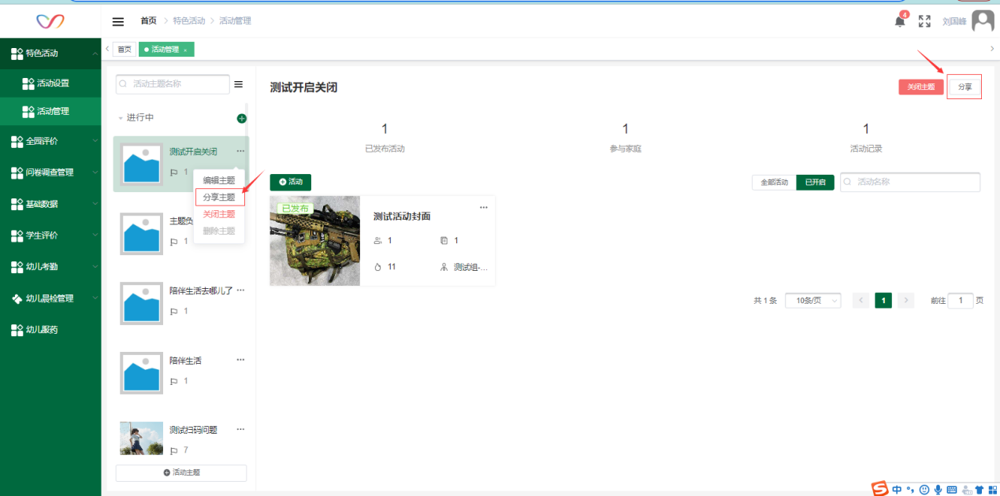 首页 特色活动 活动管理
4
刘国峰
特色活动
活动设置
活动管理
全园评价
问卷调查管理
基础数据
学生评价
幼儿考勤
幼儿晨检管理
幼儿服药
首页 活动管理
活动主题名称
进行中
测试开启关闭
1
编辑主题
分享主题
关闭主题
删除主题
主题负
1
陪伴生活去哪儿了
1
陪伴生活
1
测试扫码问题
7
活动主题
测试开启关闭
关闭主题 分享
1 1 1
已发布活动 参与家庭 活动记录
活动
全部活动 已开启 活动名称
已发布
测试活动封面
1 1
11 测试组-...
共 1 条 10条/页 1 前往 1 页
中